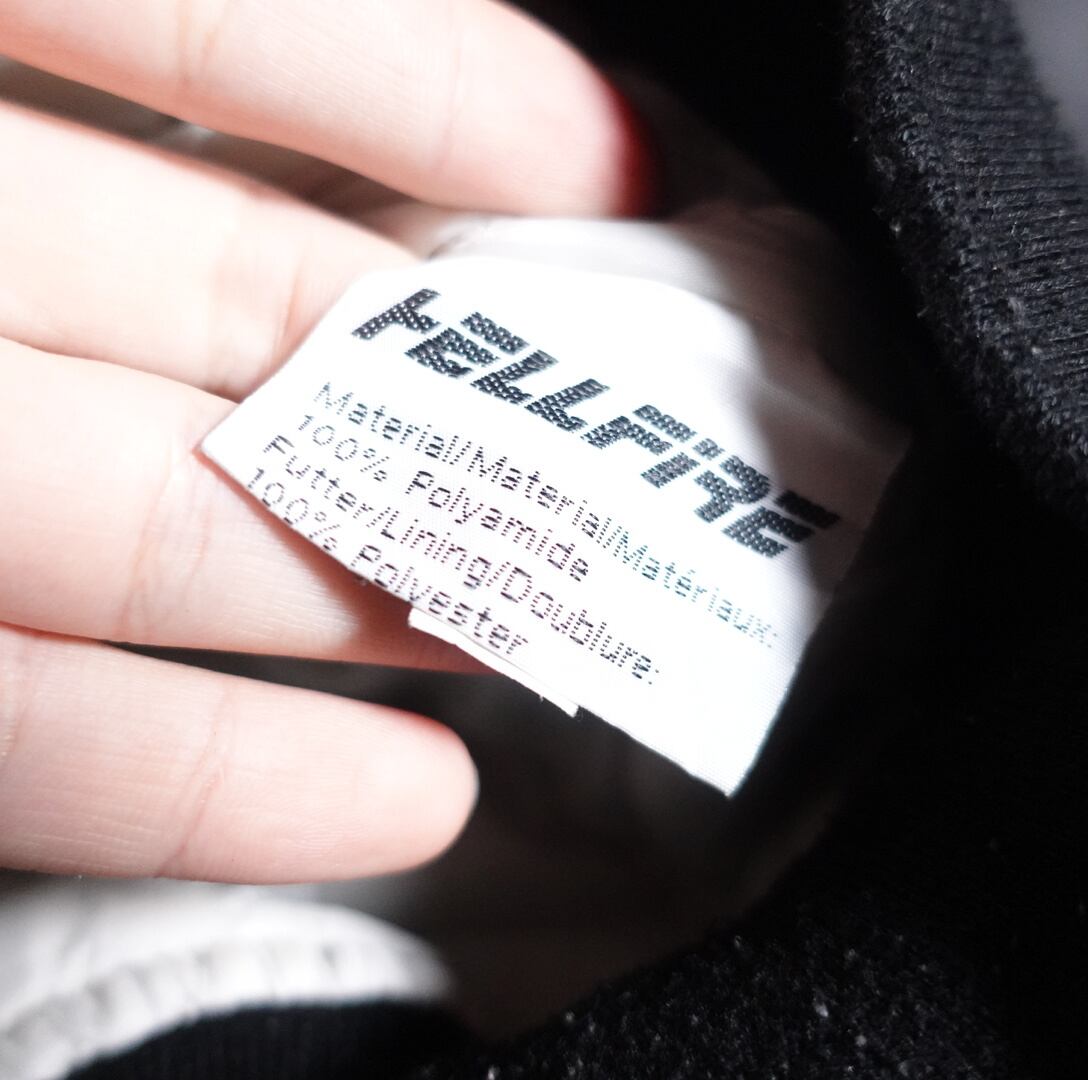 TELLFIRE
Material/Material/Matériaux:
100% Polyamide
Futter/Lining/Doublure:
100% Polyester